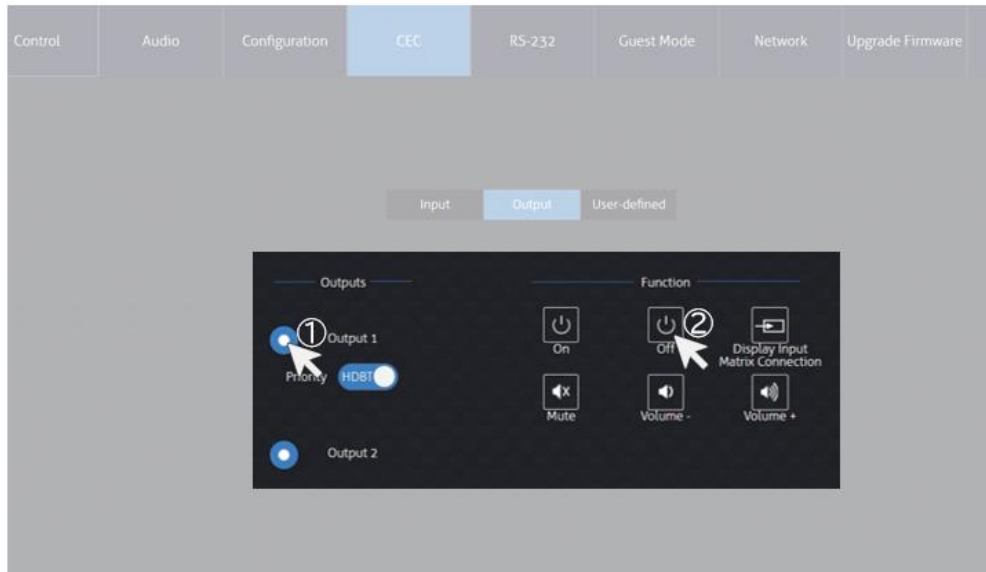 Control Audio Configuration CEC RS-232 Guest Mode Network Upgrade Firmware
Input Output User-defined
Outputs
① Output 1
Priority HDBT
Output 2
Function
On ② Off Display Input
Matrix Connection
Mute Volume - Volume +